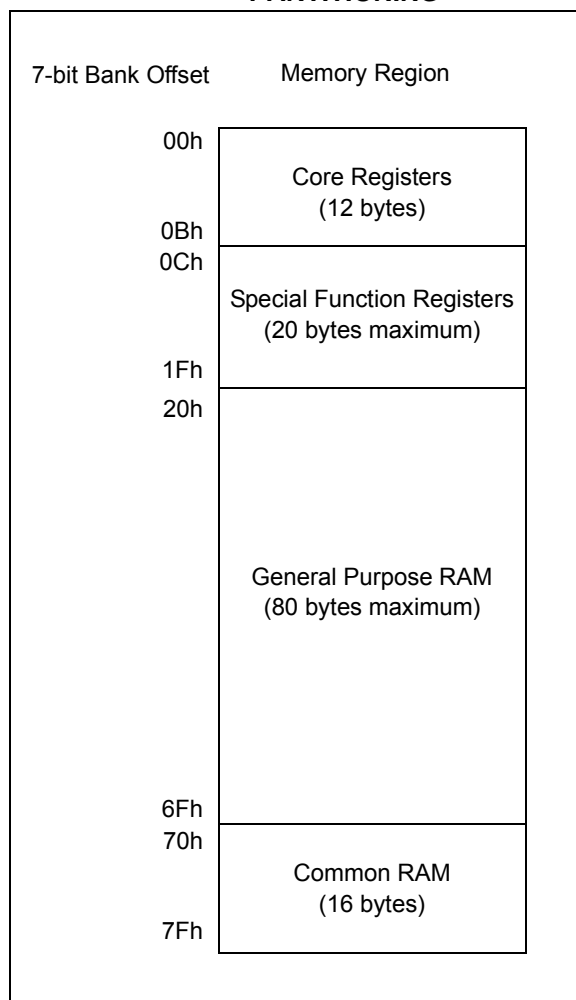 7-bit Bank Offset Memory Region
00h
Core Registers
(12 bytes)
0Bh
0Ch
Special Function Registers
(20 bytes maximum)
1Fh
20h
General Purpose RAM
(80 bytes maximum)
6Fh
70h
Common RAM
(16 bytes)
7Fh